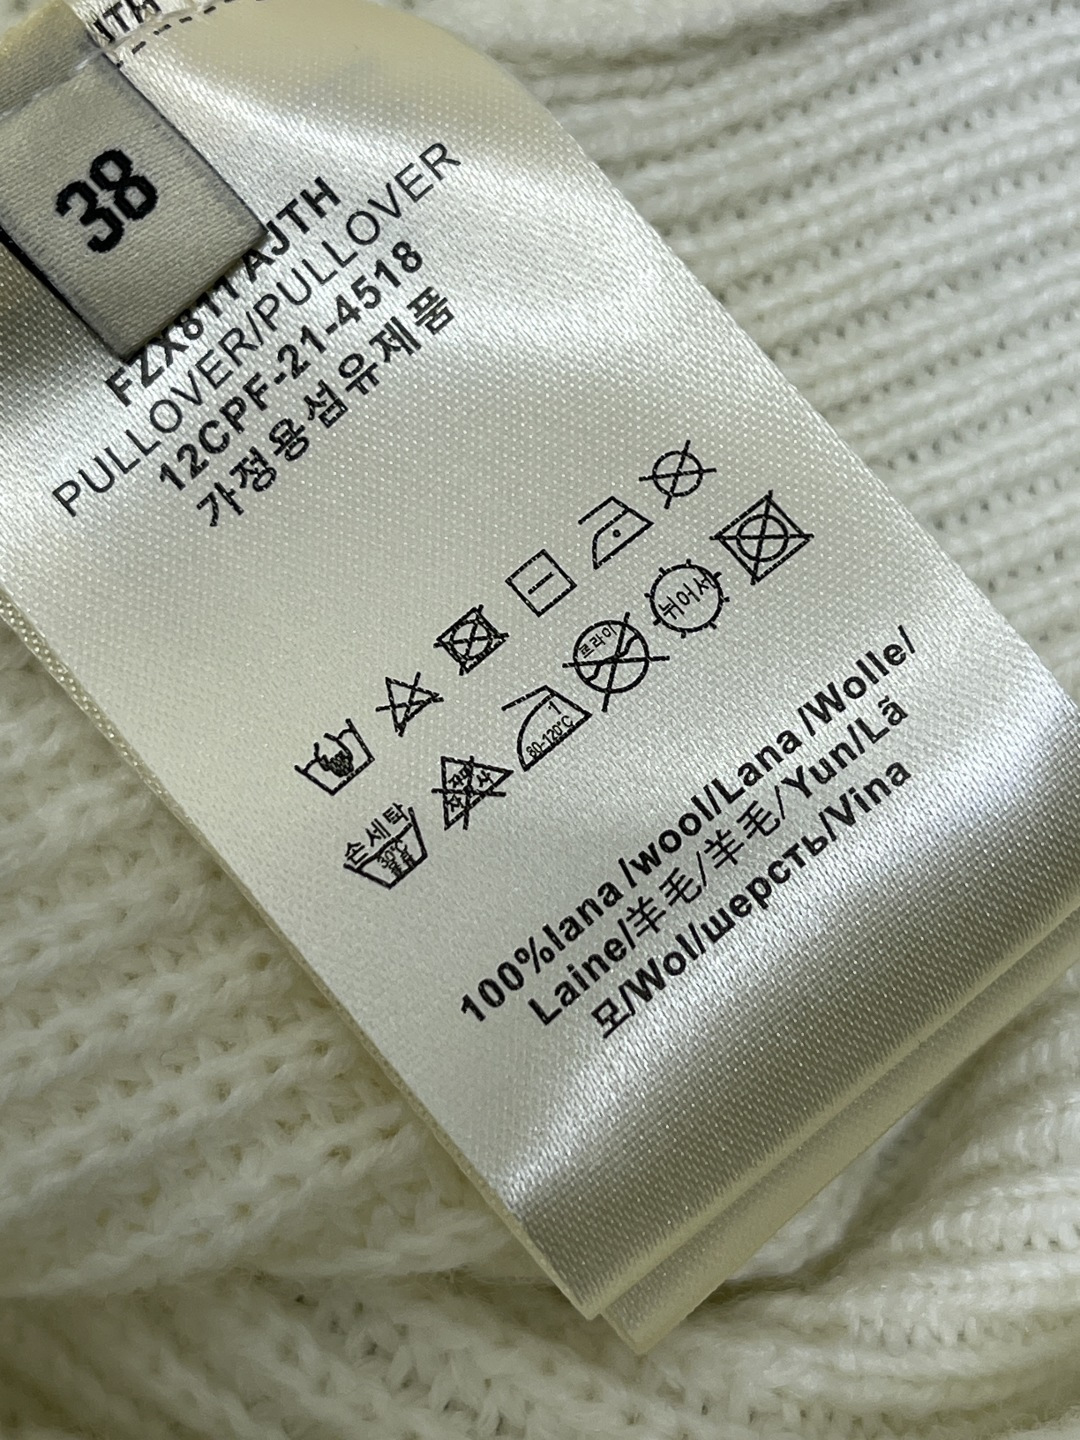 38
PULLOVER/PULLOVER
12CPF-21-4518
가정용섬유제품
손세탁
30℃
80-120℃
드라이
뉘어서
100%lana /wool/Lana /Wolle/
Laine/羊毛/羊毛/Yun/Lã
모/Wol/шерсть/Vina